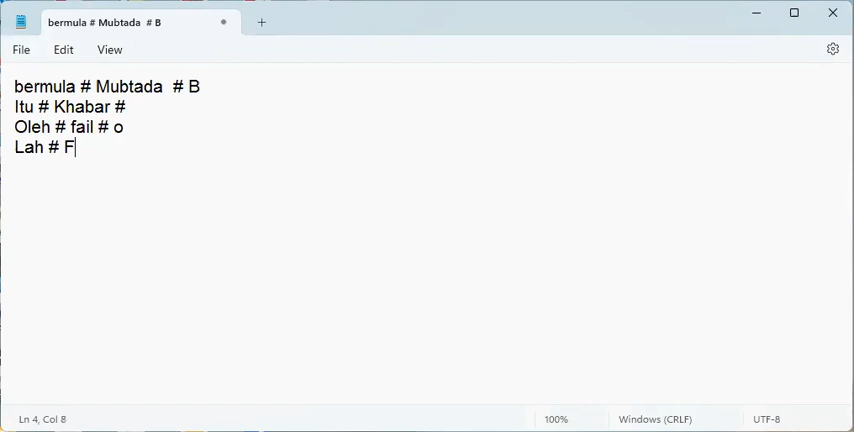 bermula # Mubtada  # B
File Edit View
bermula # Mubtada  # B
Itu # Khabar #
Oleh # fail # o
Lah # F
Ln 4, Col 8 100% Windows (CRLF) UTF-8